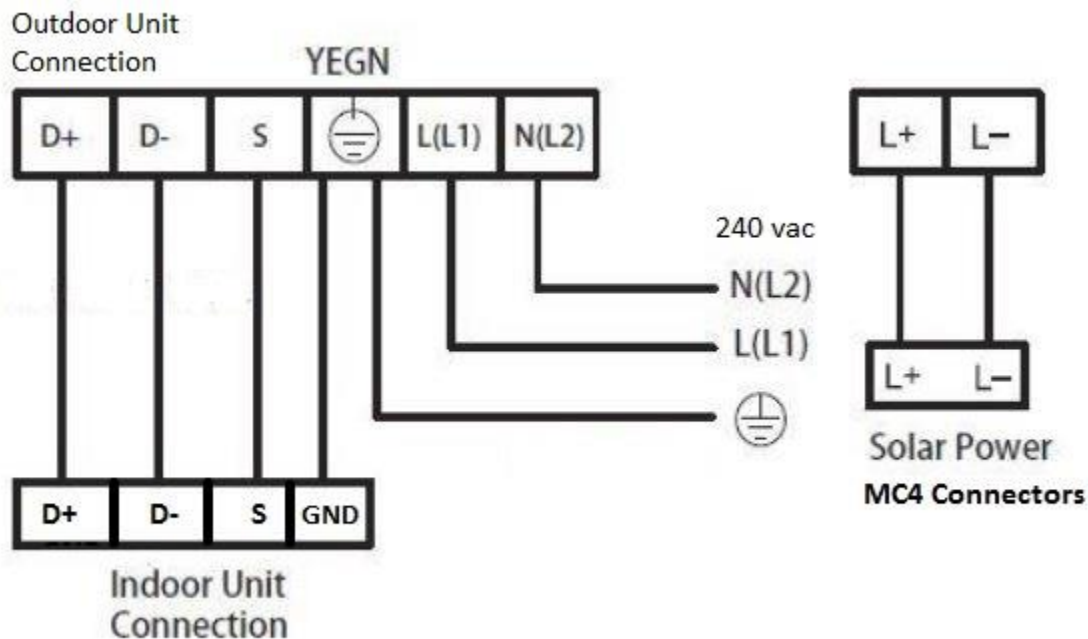 Outdoor Unit
Connection
YEGN
D+ D- S L(L1) N(L2)
L+ L−
240 vac
N(L2)
L(L1)
L+ L−
Solar Power
MC4 Connectors
D+ D- S GND
Indoor Unit
Connection